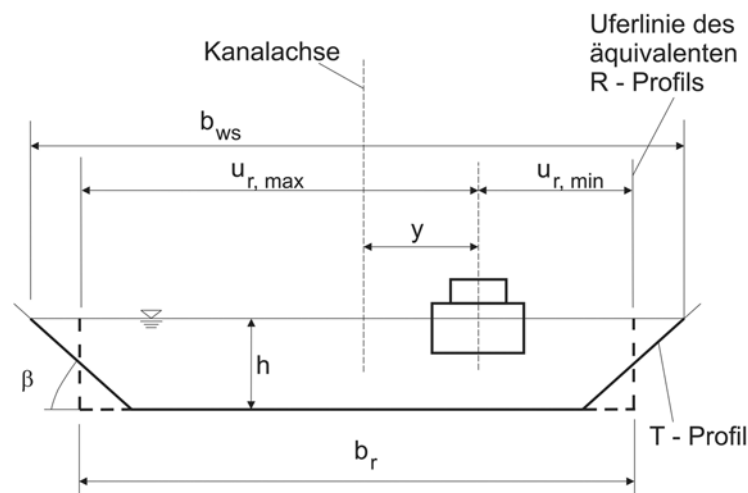 Uferlinie des
äquivalenten
R - Profils
Kanalachse
b_ws
u_r, max
u_r, min
y
h
β
T - Profil
b_r